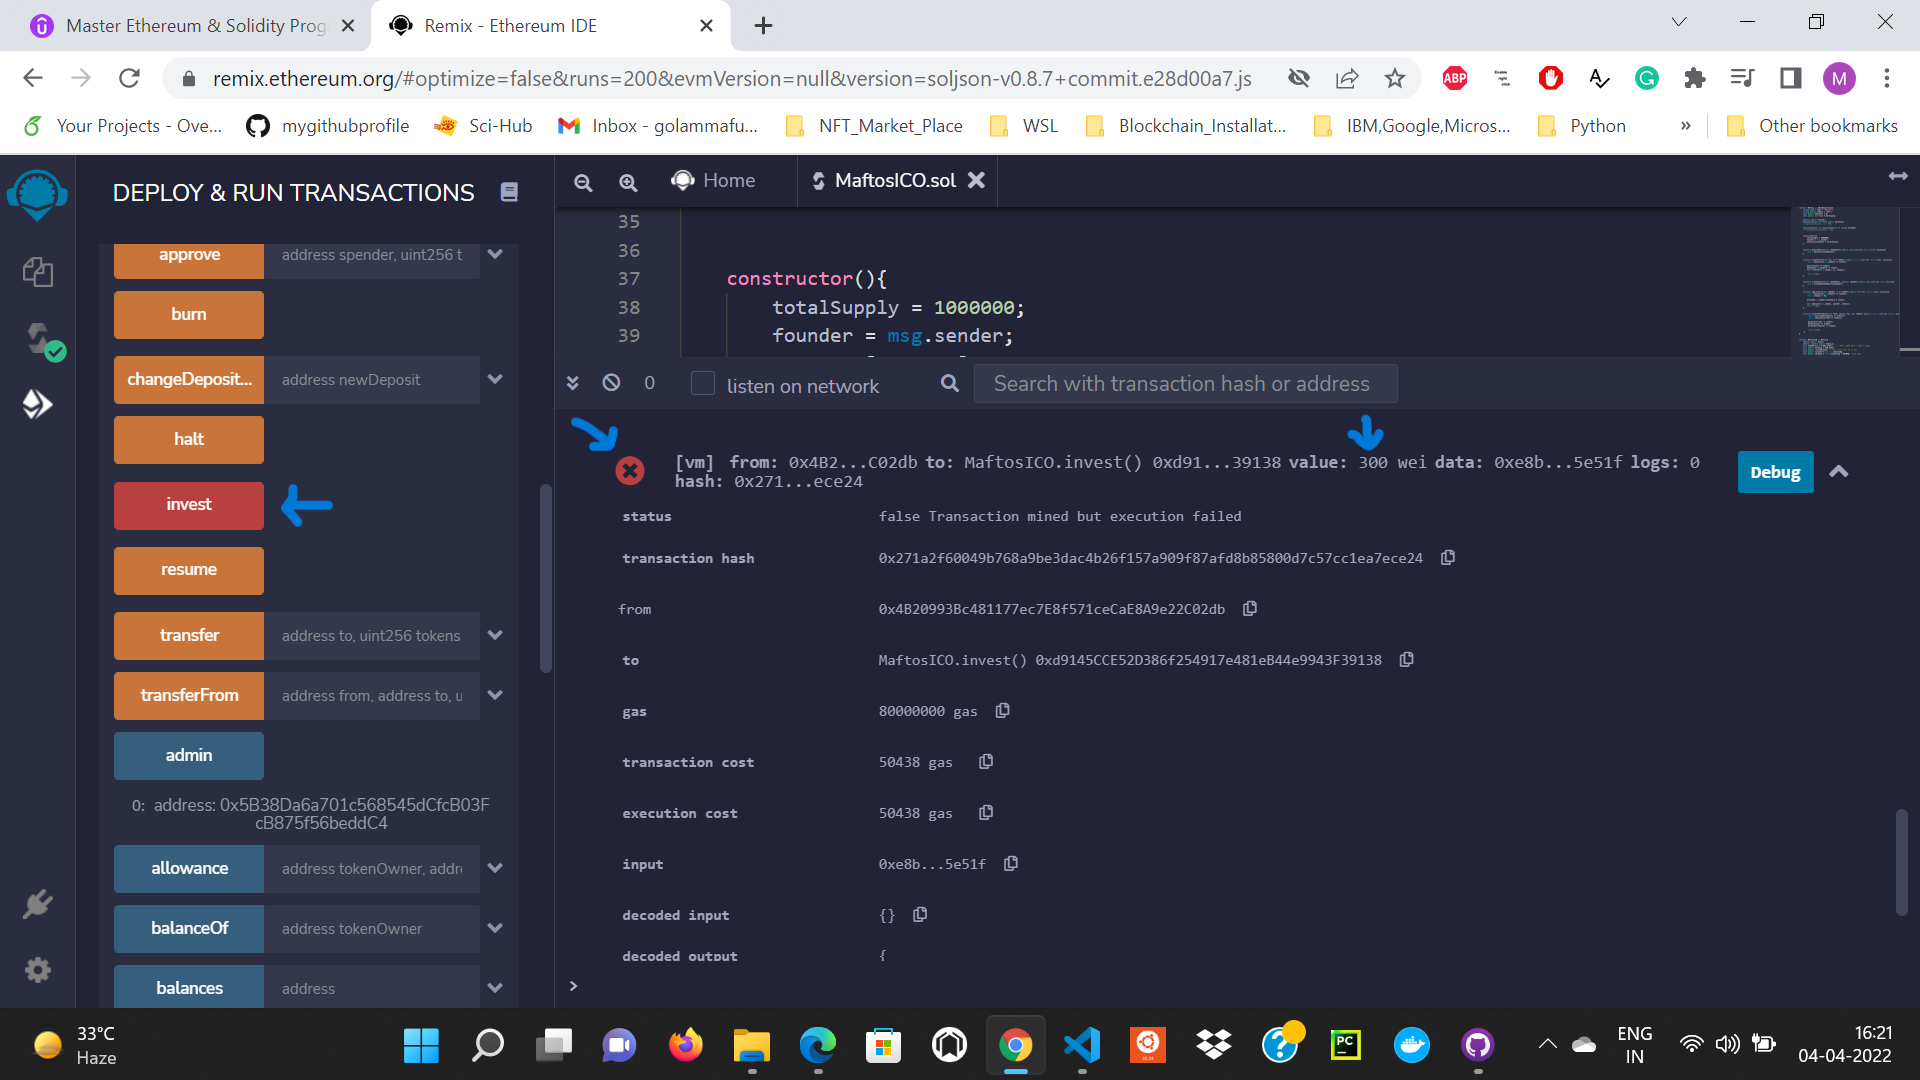 Master Ethereum & Solidity Prog
Remix - Ethereum IDE
remix.ethereum.org/#optimize=false&runs=200&evmVersion=null&version=soljson-v0.8.7+commit.e28d00a7.js
ABP
M
Your Projects - Ove...
mygithubprofile
Sci-Hub
Inbox - golammafu...
NFT_Market_Place
WSL
Blockchain_Installat...
IBM,Google,Micros...
Python
»
Other bookmarks
DEPLOY & RUN TRANSACTIONS
Home
MaftosICO.sol
approve address spender, uint256 t
burn
changeDeposit... address newDeposit
halt
invest
resume
transfer address to, uint256 tokens
transferFrom address from, address to, u
admin
0: address: 0x5B38Da6a701c568545dCfcB03F
cB875f56beddC4
allowance address tokenOwner, addre
balanceOf address tokenOwner
balances address
35
36
37 constructor(){
38 totalSupply = 1000000;
39 founder = msg.sender;
0 listen on network Search with transaction hash or address
[vm] from: 0x4B2...C02db to: MaftosICO.invest() 0xd91...39138 value: 300 wei data: 0xe8b...5e51f logs: 0
hash: 0x271...ece24
Debug
status false Transaction mined but execution failed
transaction hash 0x271a2f60049b768a9be3dac4b26f157a909f87afd8b85800d7c57cc1ea7ece24
from 0x4B20993Bc481177ec7E8f571ceCaE8A9e22C02db
to MaftosICO.invest() 0xd9145CCE52D386f254917e481eB44e9943F39138
gas 80000000 gas
transaction cost 50438 gas
execution cost 50438 gas
input 0xe8b...5e51f
decoded input {}
decoded output {
>
33°C
Haze
PC
ENG
IN
16:21
04-04-2022